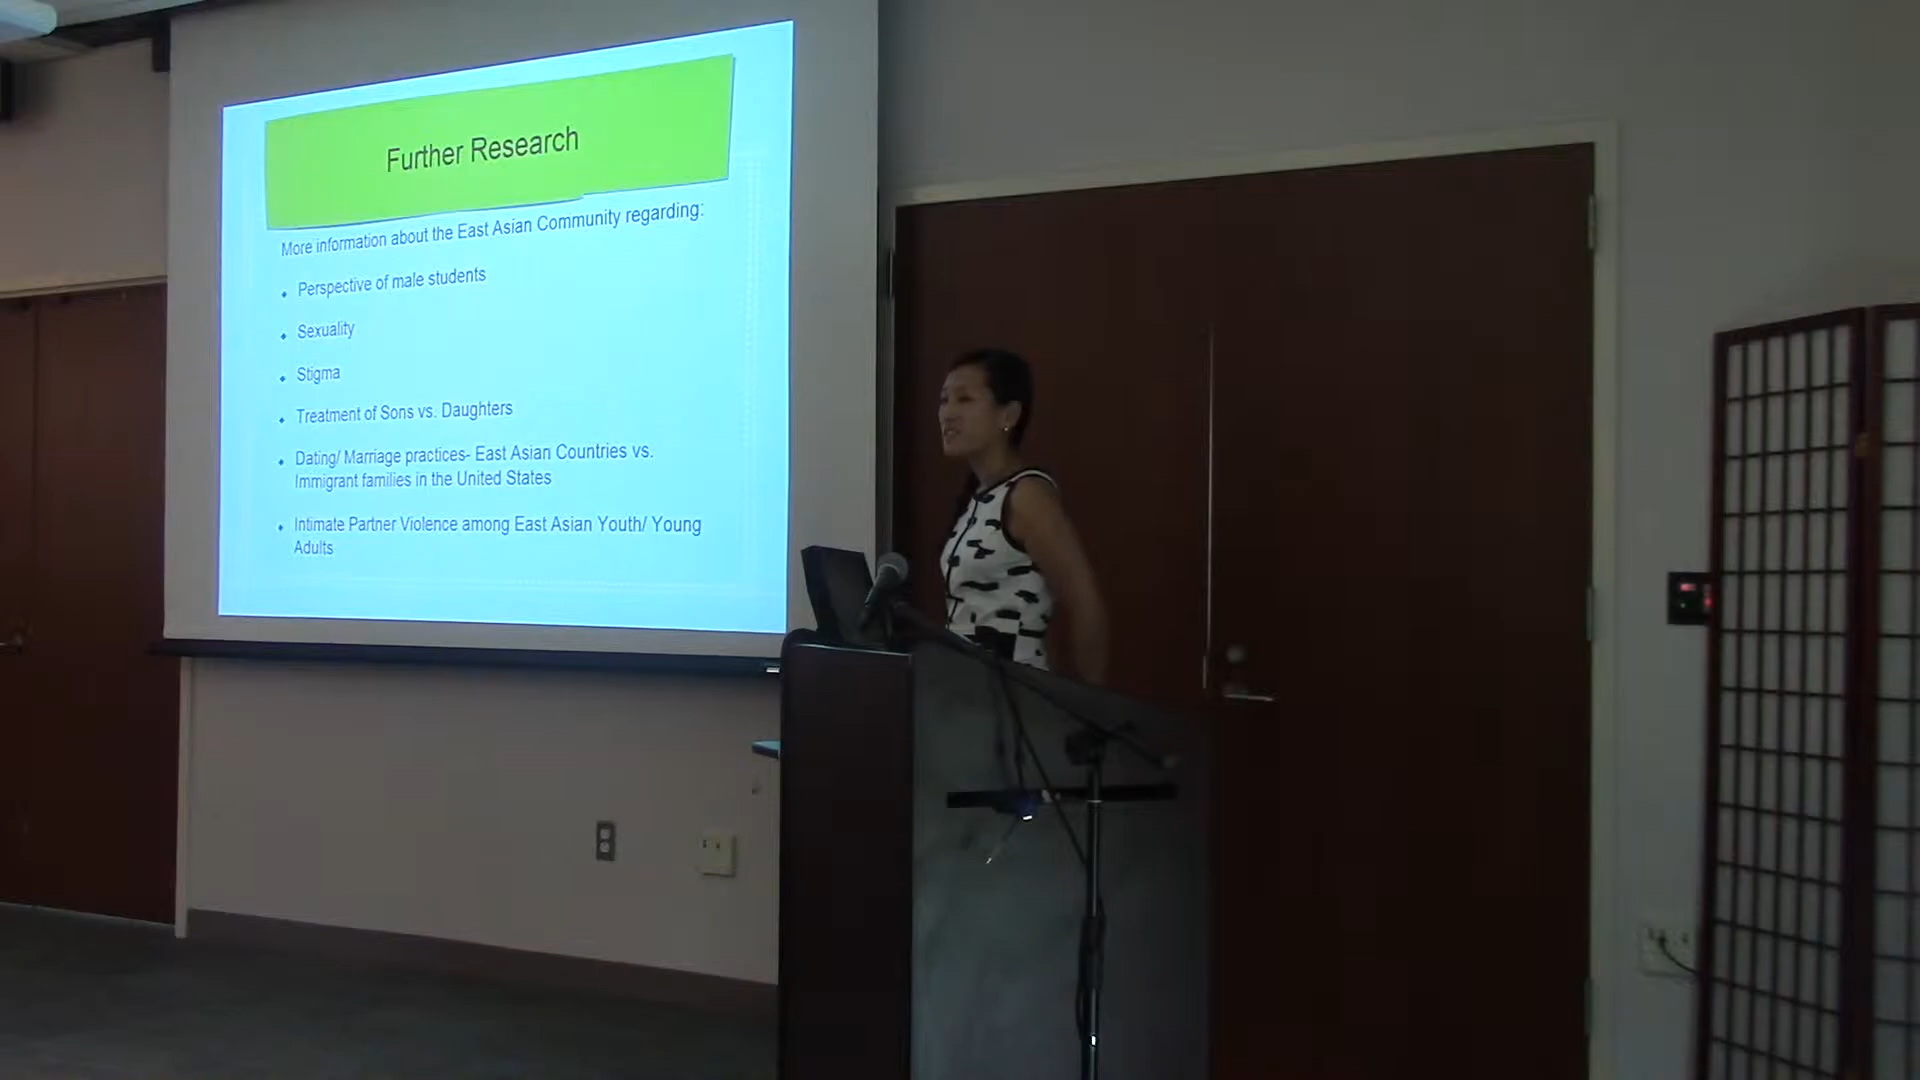 Further Research
More information about the East Asian Community regarding:
Perspective of male students
Sexuality
Stigma
Treatment of Sons vs. Daughters
Dating/ Marriage practices- East Asian Countries vs.
Immigrant families in the United States
Intimate Partner Violence among East Asian Youth/ Young
Adults